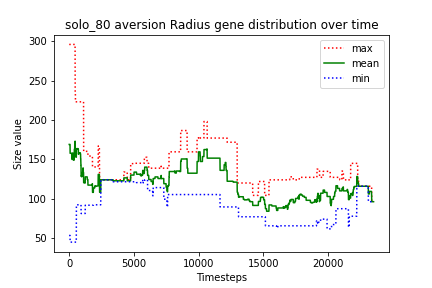 solo_80 aversion Radius gene distribution over time
300
250
200
150
100
50
Size value
max
mean
min
0 5000 10000 15000 20000
Timesteps